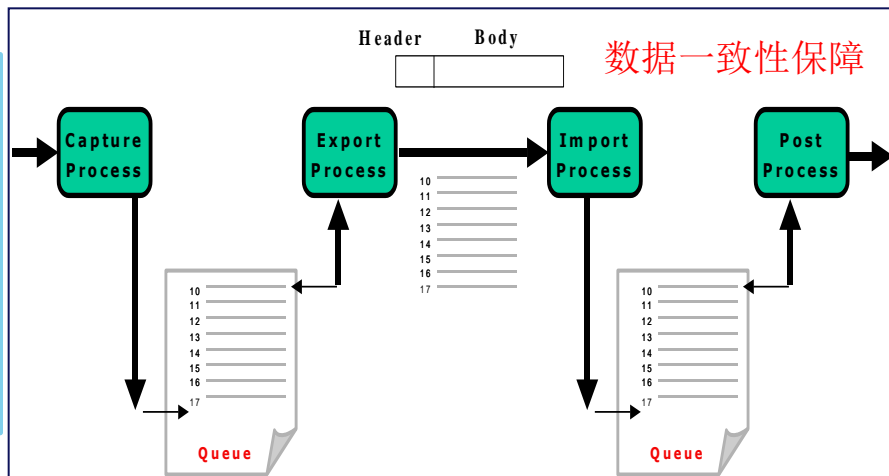 Header Body
数据一致性保障
Capture
Process
Export
Process
Import
Process
Post
Process
10
11
12
13
14
15
16
17
10
11
12
13
14
15
16
17
Queue
10
11
12
13
14
15
16
17
Queue